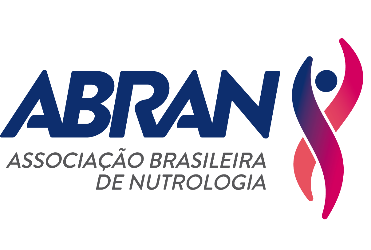 ABRAN
ASSOCIAÇÃO BRASILEIRA
DE NUTROLOGIA